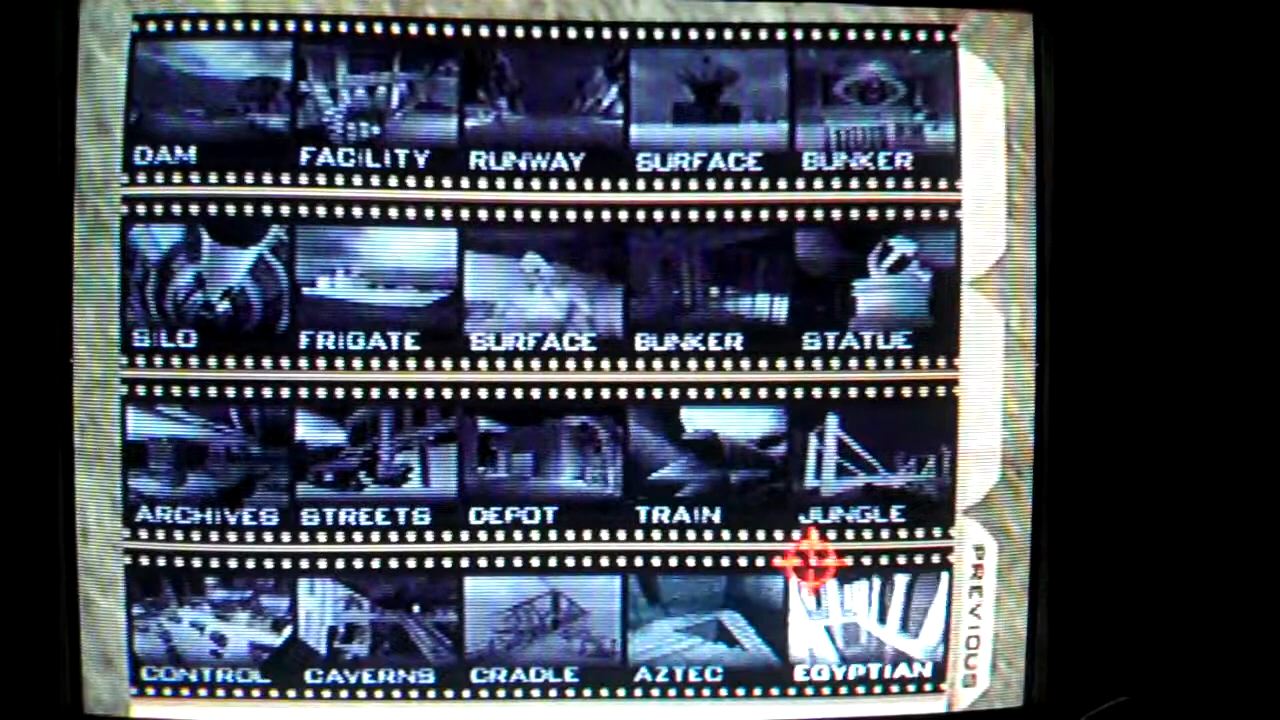 DAM FACILITY RUNWAY SURFACE BUNKER
SILO FRIGATE SURFACE BUNKER STATUE
ARCHIVES STREETS DEPOT TRAIN JUNGLE
CONTROL CAVERNS CRADLE AZTEC EGYPTIAN
PREVIOUS